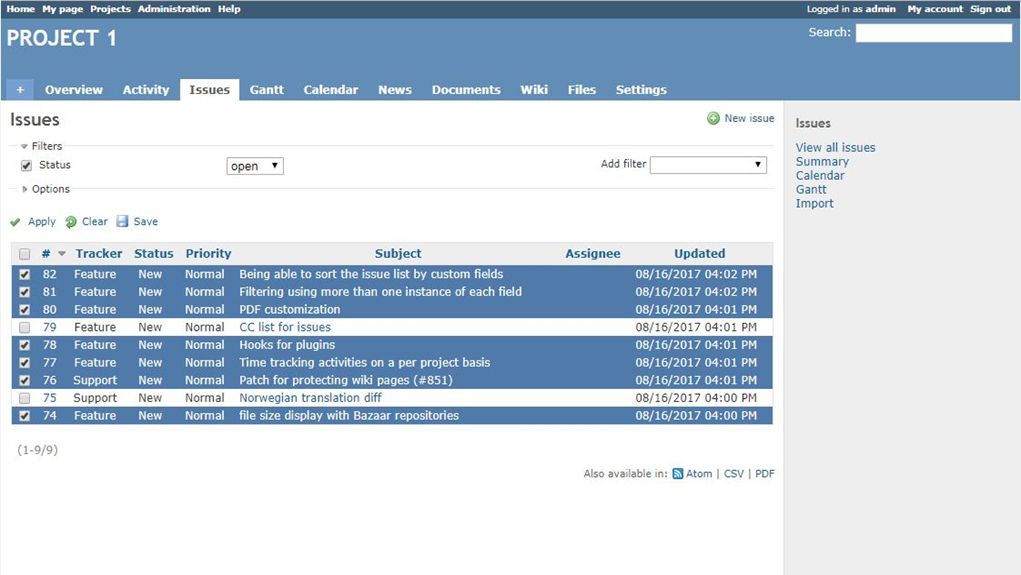 Home My page Projects Administration Help Logged in as admin My account Sign out
PROJECT 1 Search:
+ Overview Activity Issues Gantt Calendar News Documents Wiki Files Settings
Issues New issue
Filters
Status open Add filter
Options
Apply Clear Save
# Tracker Status Priority Subject Assignee Updated
82 Feature New Normal Being able to sort the issue list by custom fields 08/16/2017 04:02 PM
81 Feature New Normal Filtering using more than one instance of each field 08/16/2017 04:02 PM
80 Feature New Normal PDF customization 08/16/2017 04:01 PM
79 Feature New Normal CC list for issues 08/16/2017 04:01 PM
78 Feature New Normal Hooks for plugins 08/16/2017 04:01 PM
77 Feature New Normal Time tracking activities on a per project basis 08/16/2017 04:01 PM
76 Support New Normal Patch for protecting wiki pages (#851) 08/16/2017 04:01 PM
75 Support New Normal Norwegian translation diff 08/16/2017 04:00 PM
74 Feature New Normal file size display with Bazaar repositories 08/16/2017 04:00 PM
(1-9/9)
Also available in: Atom | CSV | PDF
Issues
View all issues
Summary
Calendar
Gantt
Import